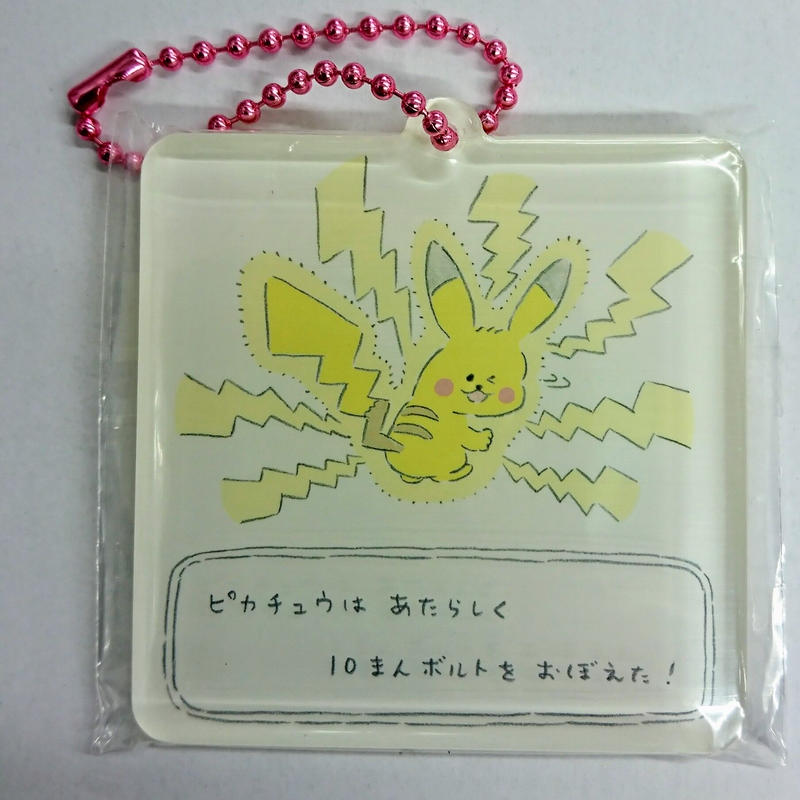 ピカチュウは あたらしく
10まんボルトを おぼえた！